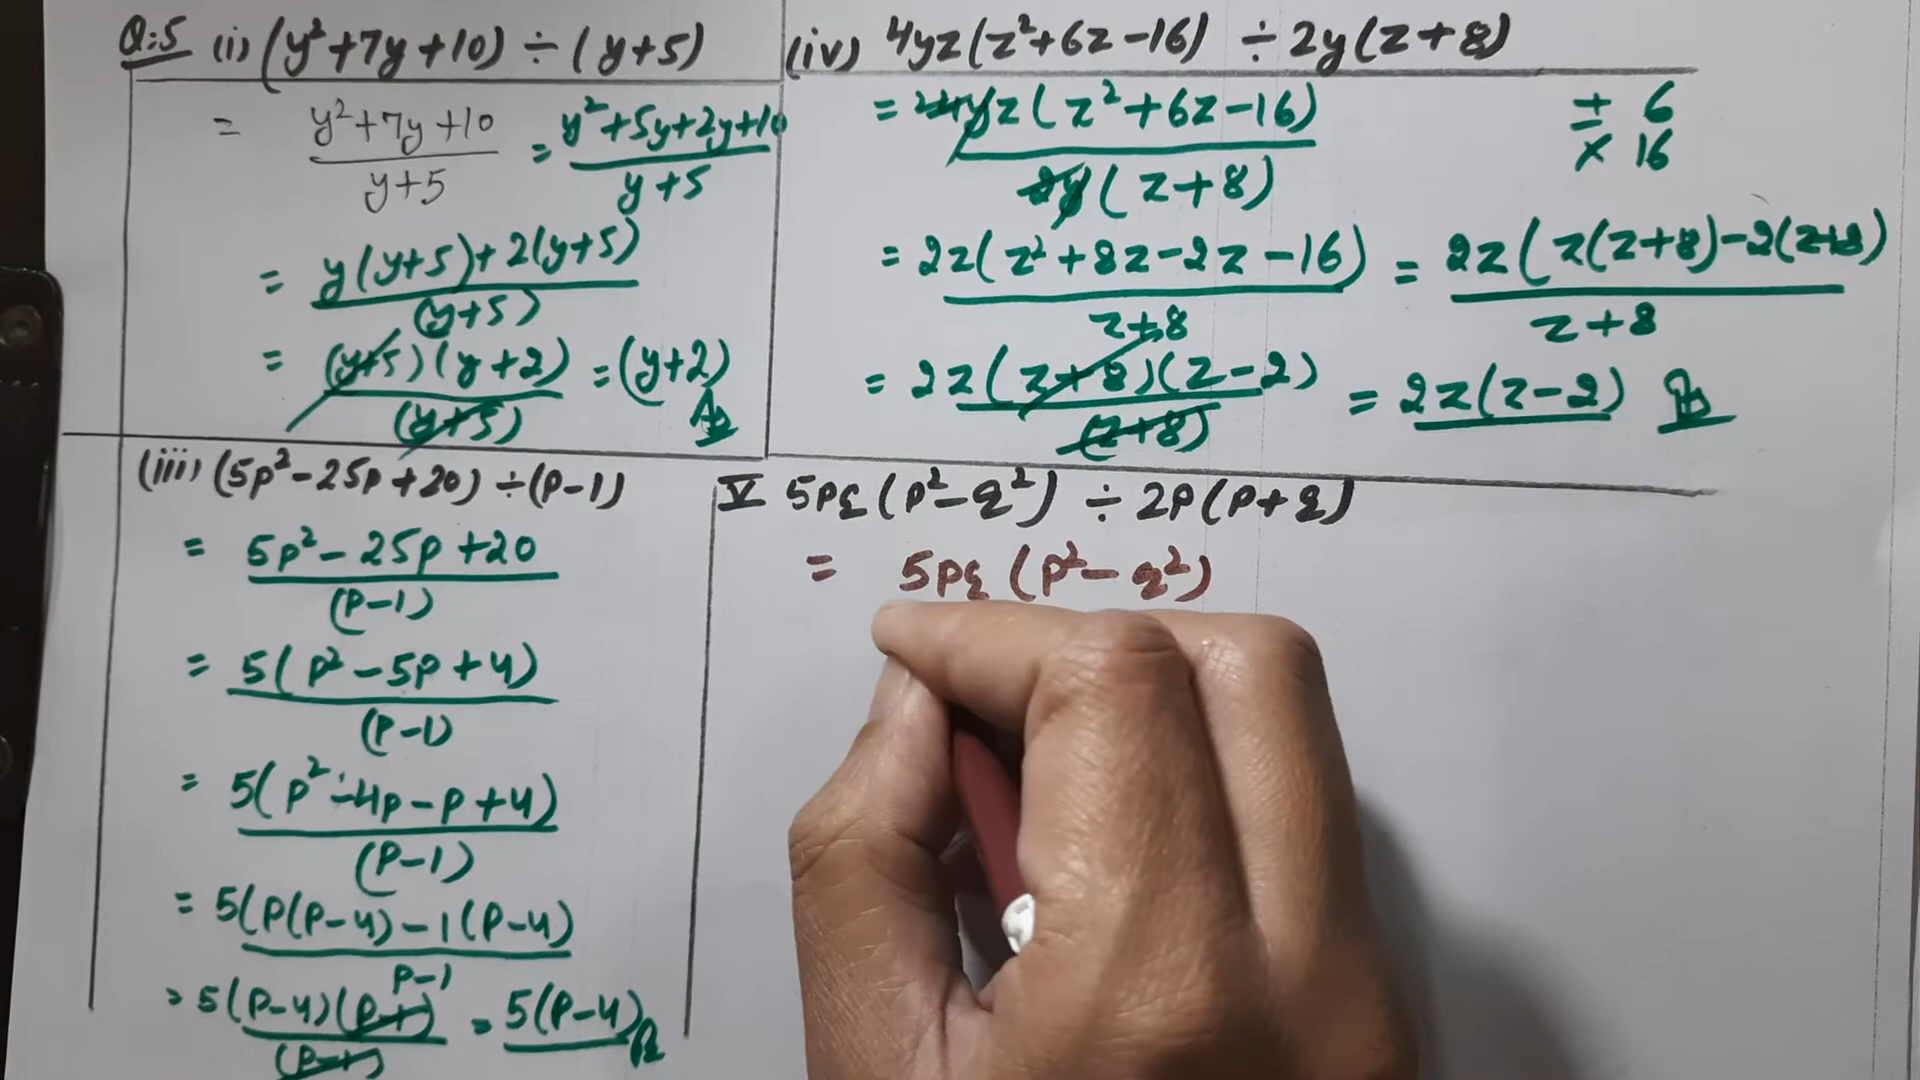 Q:5 (i) (y²+7y+10) ÷ (y+5)
= y²+7y+10 / y+5 = y²+5y+2y+10 / y+5
= y(y+5)+2(y+5) / (y+5)
= (y+5)(y+2) / (y+5) = (y+2)
(iv) 4yz(z²+6z-16) ÷ 2y(z+8)
= 2 4yz(z²+6z-16) / 2y(z+8)
+ 6
× 16
= 2z(z²+8z-2z-16) / z+8 = 2z(z(z+8)-2(z+8) / z+8
= 2z(z+8)(z-2) / (z+8) = 2z(z-2)
(iii) (5p²-25p+20) ÷ (p-1)
= 5p²-25p+20 / (p-1)
= 5(p²-5p+4) / (p-1)
= 5(p²-4p-p+4) / (p-1)
= 5(p(p-4)-1(p-4) / p-1
= 5(p-4)(p-1) / (p-1) = 5(p-4)
V 5pq(p²-q²) ÷ 2p(p+q)
= 5pq(p²-q²)